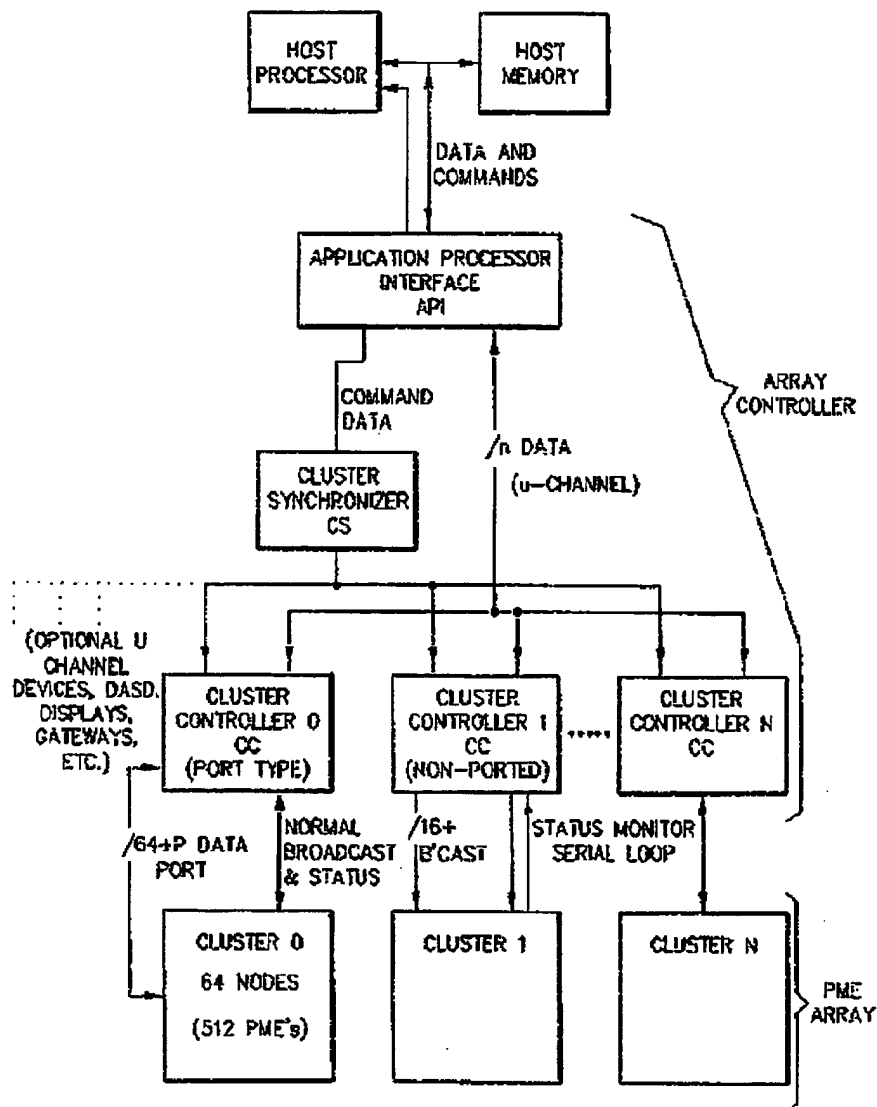 HOST
PROCESSOR
HOST
MEMORY
DATA AND
COMMANDS
APPLICATION PROCESSOR
INTERFACE
API
ARRAY
CONTROLLER
COMMAND
DATA
/n DATA
(u-CHANNEL)
CLUSTER
SYNCHRONIZER
CS
(OPTIONAL U
CHANNEL
DEVICES, DASD.
DISPLAYS,
GATEWAYS,
ETC.)
CLUSTER
CONTROLLER 0
CC
(PORT TYPE)
CLUSTER
CONTROLLER 1
CC
(NON-PORTED)
CLUSTER
CONTROLLER N
CC
/64+P DATA
PORT
NORMAL
BROADCAST
& STATUS
/16+
B'CAST
STATUS MONITOR
SERIAL LOOP
CLUSTER 0
64 NODES
(512 PME's)
CLUSTER 1
CLUSTER N
PME
ARRAY